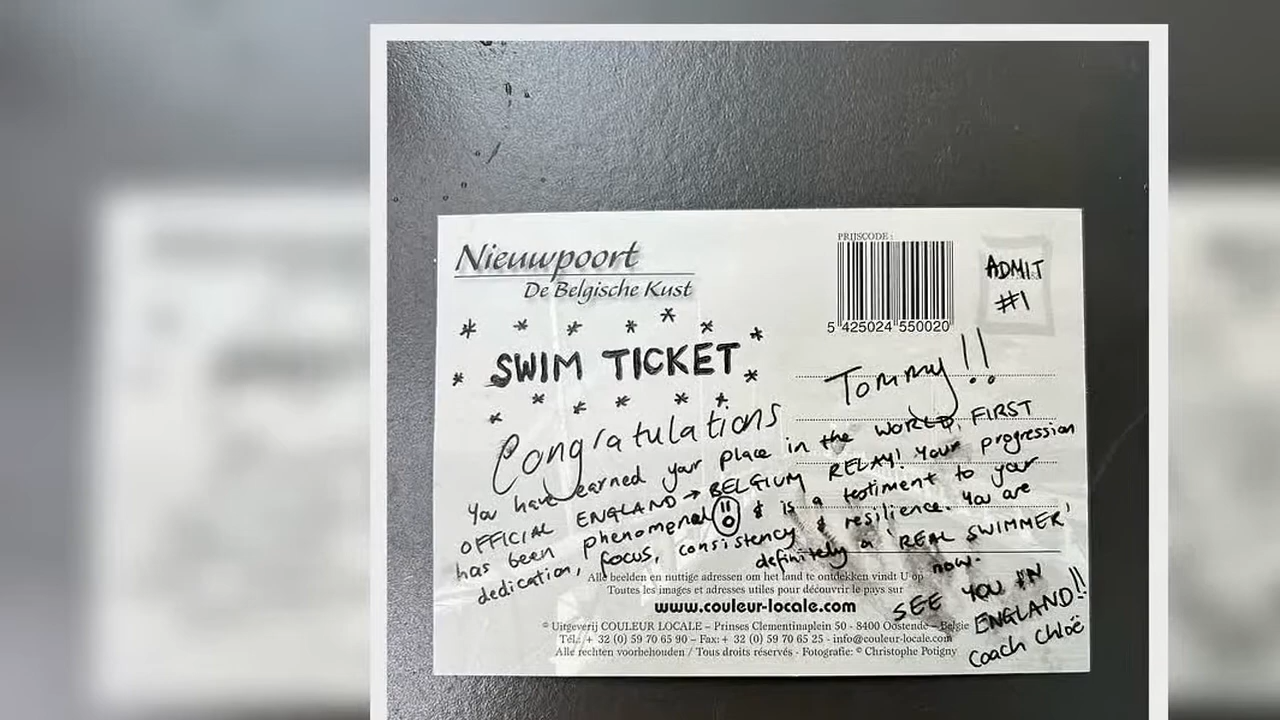 Nieuwpoort
De Belgische Kust
PRIJSCODE :
5 425024 550020
ADMIT
#1
SWIM TICKET
Tommy!!
Congratulations
You have earned your place in the WORLD FIRST
OFFICIAL ENGLAND → BELGIUM RELAY! Your progression
has been phenomenal & is a testiment to your
dedication, focus, consistency & resilience. You are
definitely a 'REAL SWIMMER'
now.
SEE YOU IN
ENGLAND!!
Coach Chloë
Alle beelden en nuttige adressen om het land te ontdekken vindt U op
Toutes les images et adresses utiles pour découvrir le pays sur
www.couleur-locale.com
© Uitgeverij COULEUR LOCALE – Prinses Clementinaplein 50 - 8400 Oostende – Belgie
Tél.: + 32 (0) 59 70 65 90 – Fax: + 32 (0) 59 70 65 25 - info@couleur-locale.com
Alle rechten voorbehouden / Tous droits réservés - Fotografie: © Christophe Potigny